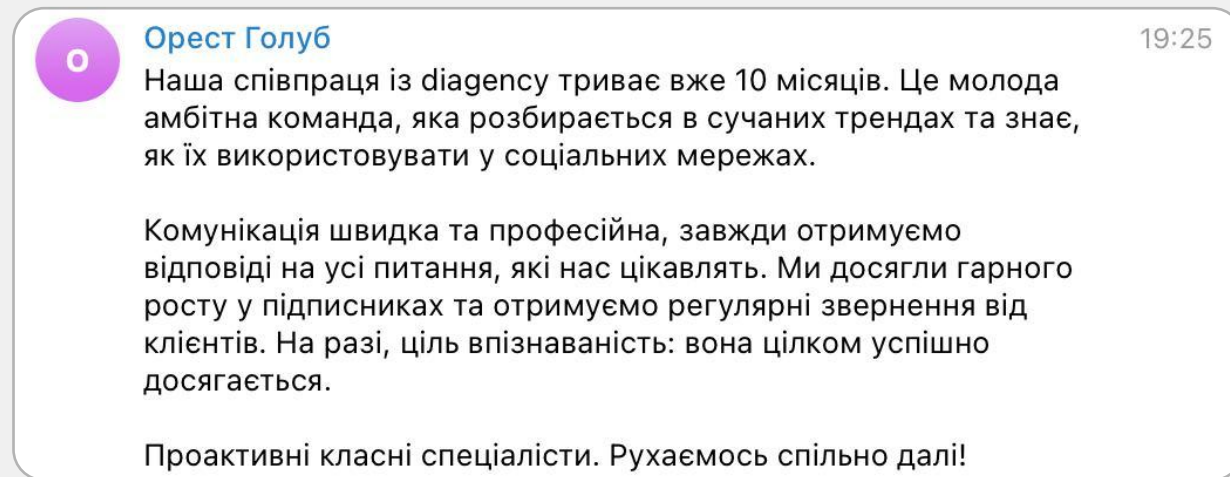 О
Орест Голуб
19:25
Наша співпраця із diagency триває вже 10 місяців. Це молода
амбітна команда, яка розбирається в сучаних трендах та знає,
як їх використовувати у соціальних мережах.
Комунікація швидка та професійна, завжди отримуємо
відповіді на усі питання, які нас цікавлять. Ми досягли гарного
росту у підписниках та отримуємо регулярні звернення від
клієнтів. На разі, ціль впізнаваність: вона цілком успішно
досягається.
Проактивні класні спеціалісти. Рухаємось спільно далі!